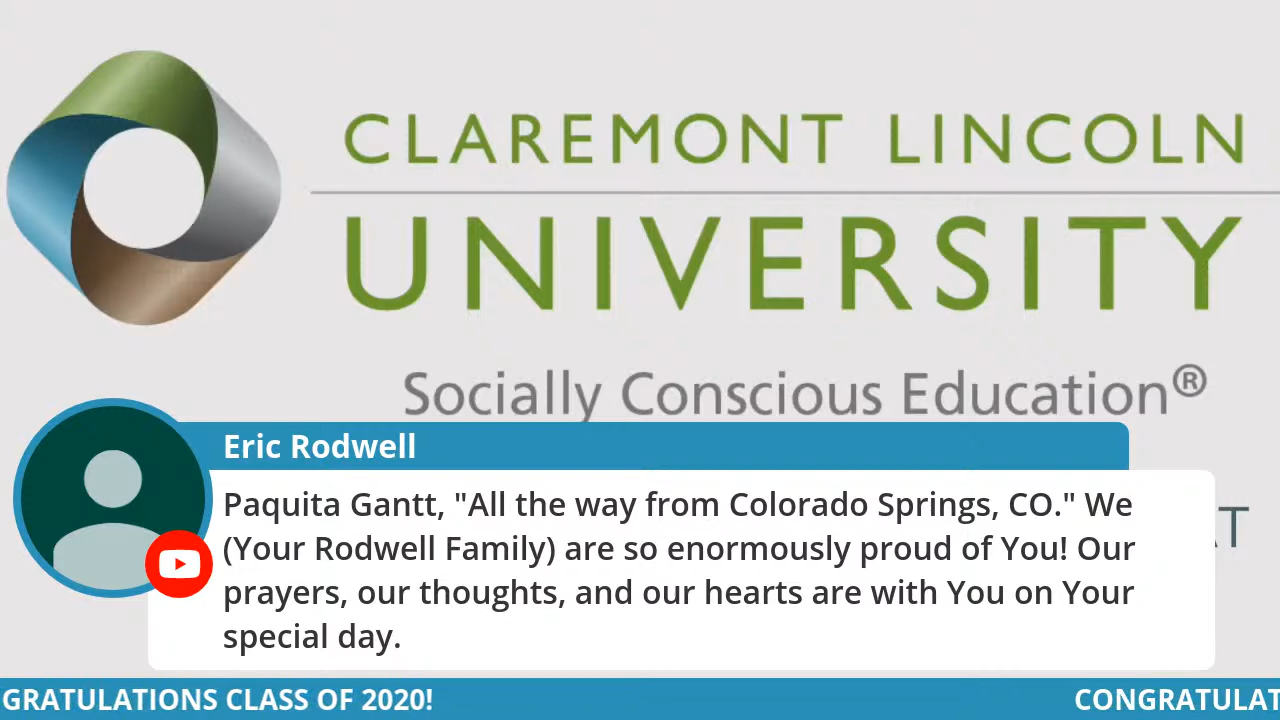 CLAREMONT LINCOLN
UNIVERSITY
Socially Conscious Education®
Eric Rodwell
Paquita Gantt, "All the way from Colorado Springs, CO." We
(Your Rodwell Family) are so enormously proud of You! Our
prayers, our thoughts, and our hearts are with You on Your
special day.
GRATULATIONS CLASS OF 2020! CONGRATULAT